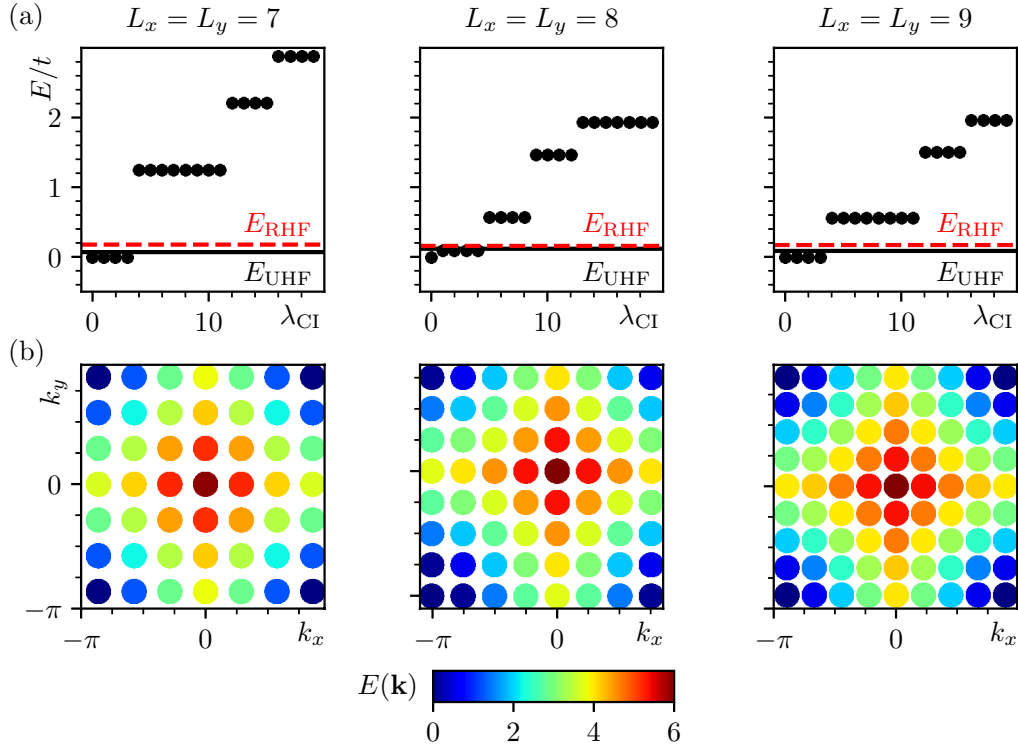 (a)
L_x = L_y = 7
L_x = L_y = 8
L_x = L_y = 9
E/t
2
1
0
E_RHF
E_UHF
E_RHF
E_UHF
E_RHF
E_UHF
0 10 λ_CI
0 10 λ_CI
0 10 λ_CI
(b)
k_y
0
−π
−π 0 k_x
−π 0 k_x
−π 0 k_x
E(k)
0 2 4 6